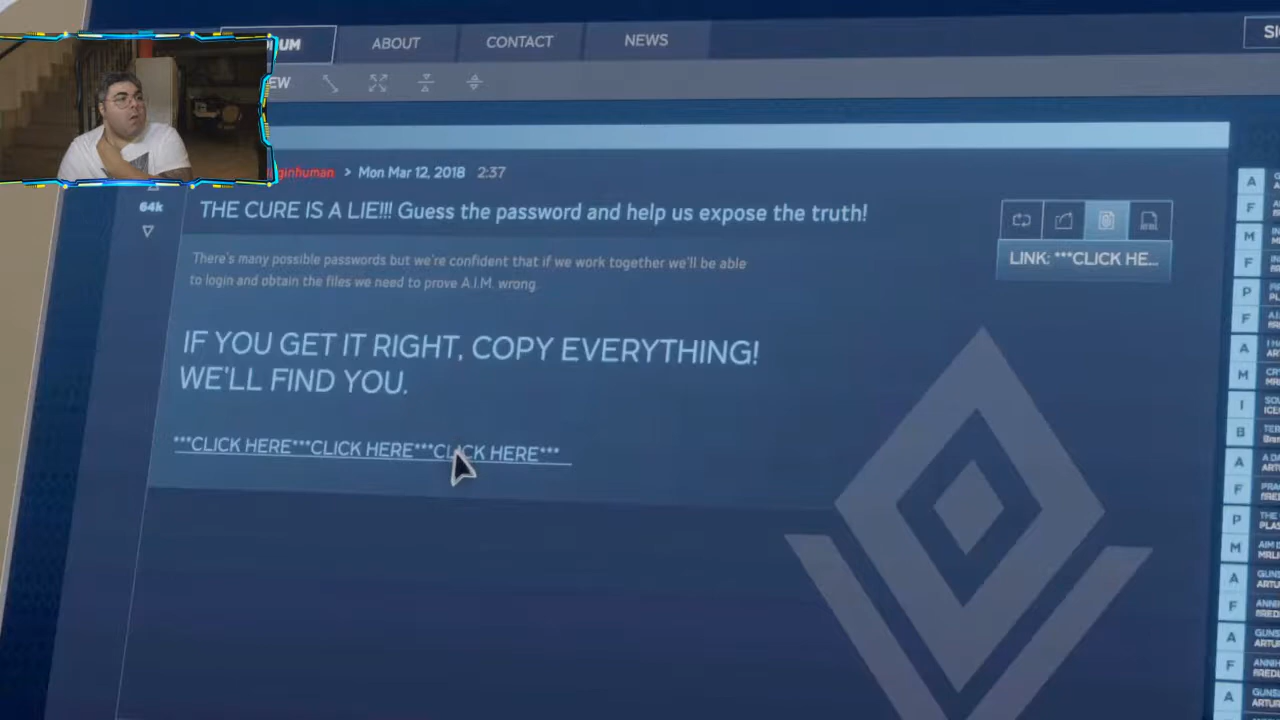 ABOUT
CONTACT
NEWS
> Mon Mar 12, 2018 2:37
64k
THE CURE IS A LIE!!! Guess the password and help us expose the truth!
LINK: ***CLICK HE...
There's many possible passwords but we're confident that if we work together we'll be able
to login and obtain the files we need to prove A.I.M. wrong.
IF YOU GET IT RIGHT, COPY EVERYTHING!
WE'LL FIND YOU.
***CLICK HERE***CLICK HERE***CLICK HERE***
A
F
M
F
P
F
A
M
I
B
A
F
P
M
A
F
A
F
A